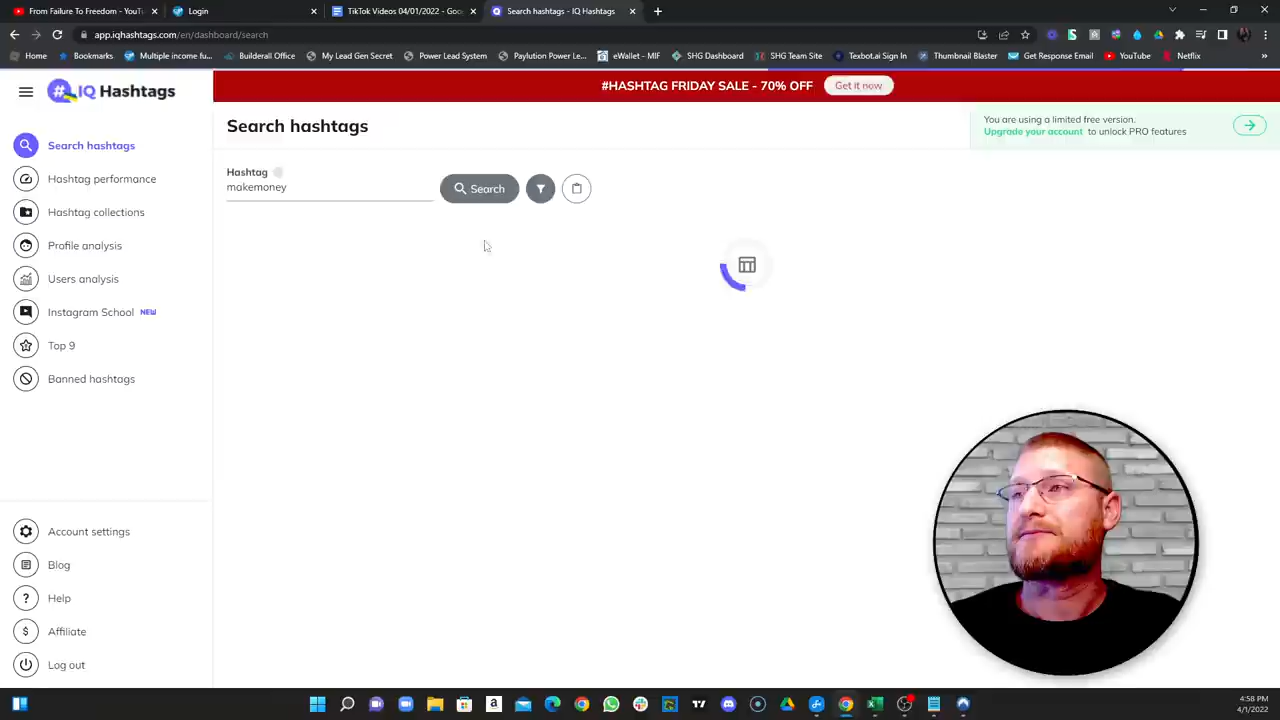 From Failure To Freedom - YouTu
Login
TikTok Videos 04/01/2022 - Goo
Search hashtags - IQ Hashtags
app.iqhashtags.com/en/dashboard/search
Home
Bookmarks
Multiple income fu...
Builderall Office
My Lead Gen Secret
Power Lead System
Paylution Power Le...
eWallet – MIF
SHG Dashboard
SHG Team Site
Texbot.ai Sign In
Thumbnail Blaster
Get Response Email
YouTube
Netflix
IQ Hashtags
#HASHTAG FRIDAY SALE - 70% OFF
Get it now
Search hashtags
You are using a limited free version.
Upgrade your account to unlock PRO features
Hashtag
makemoney
Search
Search hashtags
Hashtag performance
Hashtag collections
Profile analysis
Users analysis
Instagram School NEW
Top 9
Banned hashtags
Account settings
Blog
Help
Affiliate
Log out
4:58 PM
4/1/2022